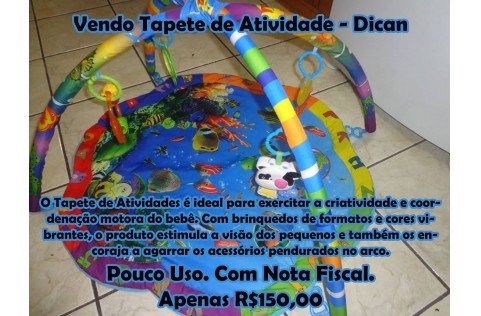 Vendo Tapete de Atividade - Dican
O Tapete de Atividades é ideal para exercitar a criatividade e coor-
denação motora do bebê. Com brinquedos de formatos e cores vi-
brantes, o produto estimula a visão dos pequenos e também os en-
coraja a agarrar os acessórios pendurados no arco.
Pouco Uso. Com Nota Fiscal.
Apenas R$150,00